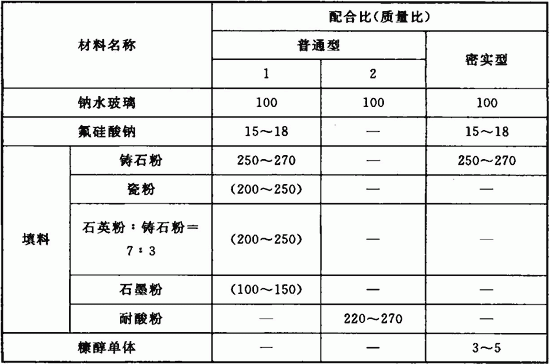 材料名称 配合比(质量比)
普通型 密实型
1 2
钠水玻璃 100 100 100
氟硅酸钠 15～18 — 15～18
填料 铸石粉 250～270 — 250～270
瓷粉 (200～250) — —
石英粉：铸石粉＝
7：3 (200～250) — —
石墨粉 (100～150) — —
耐酸粉 — 220～270 —
糠醇单体 — — 3～5